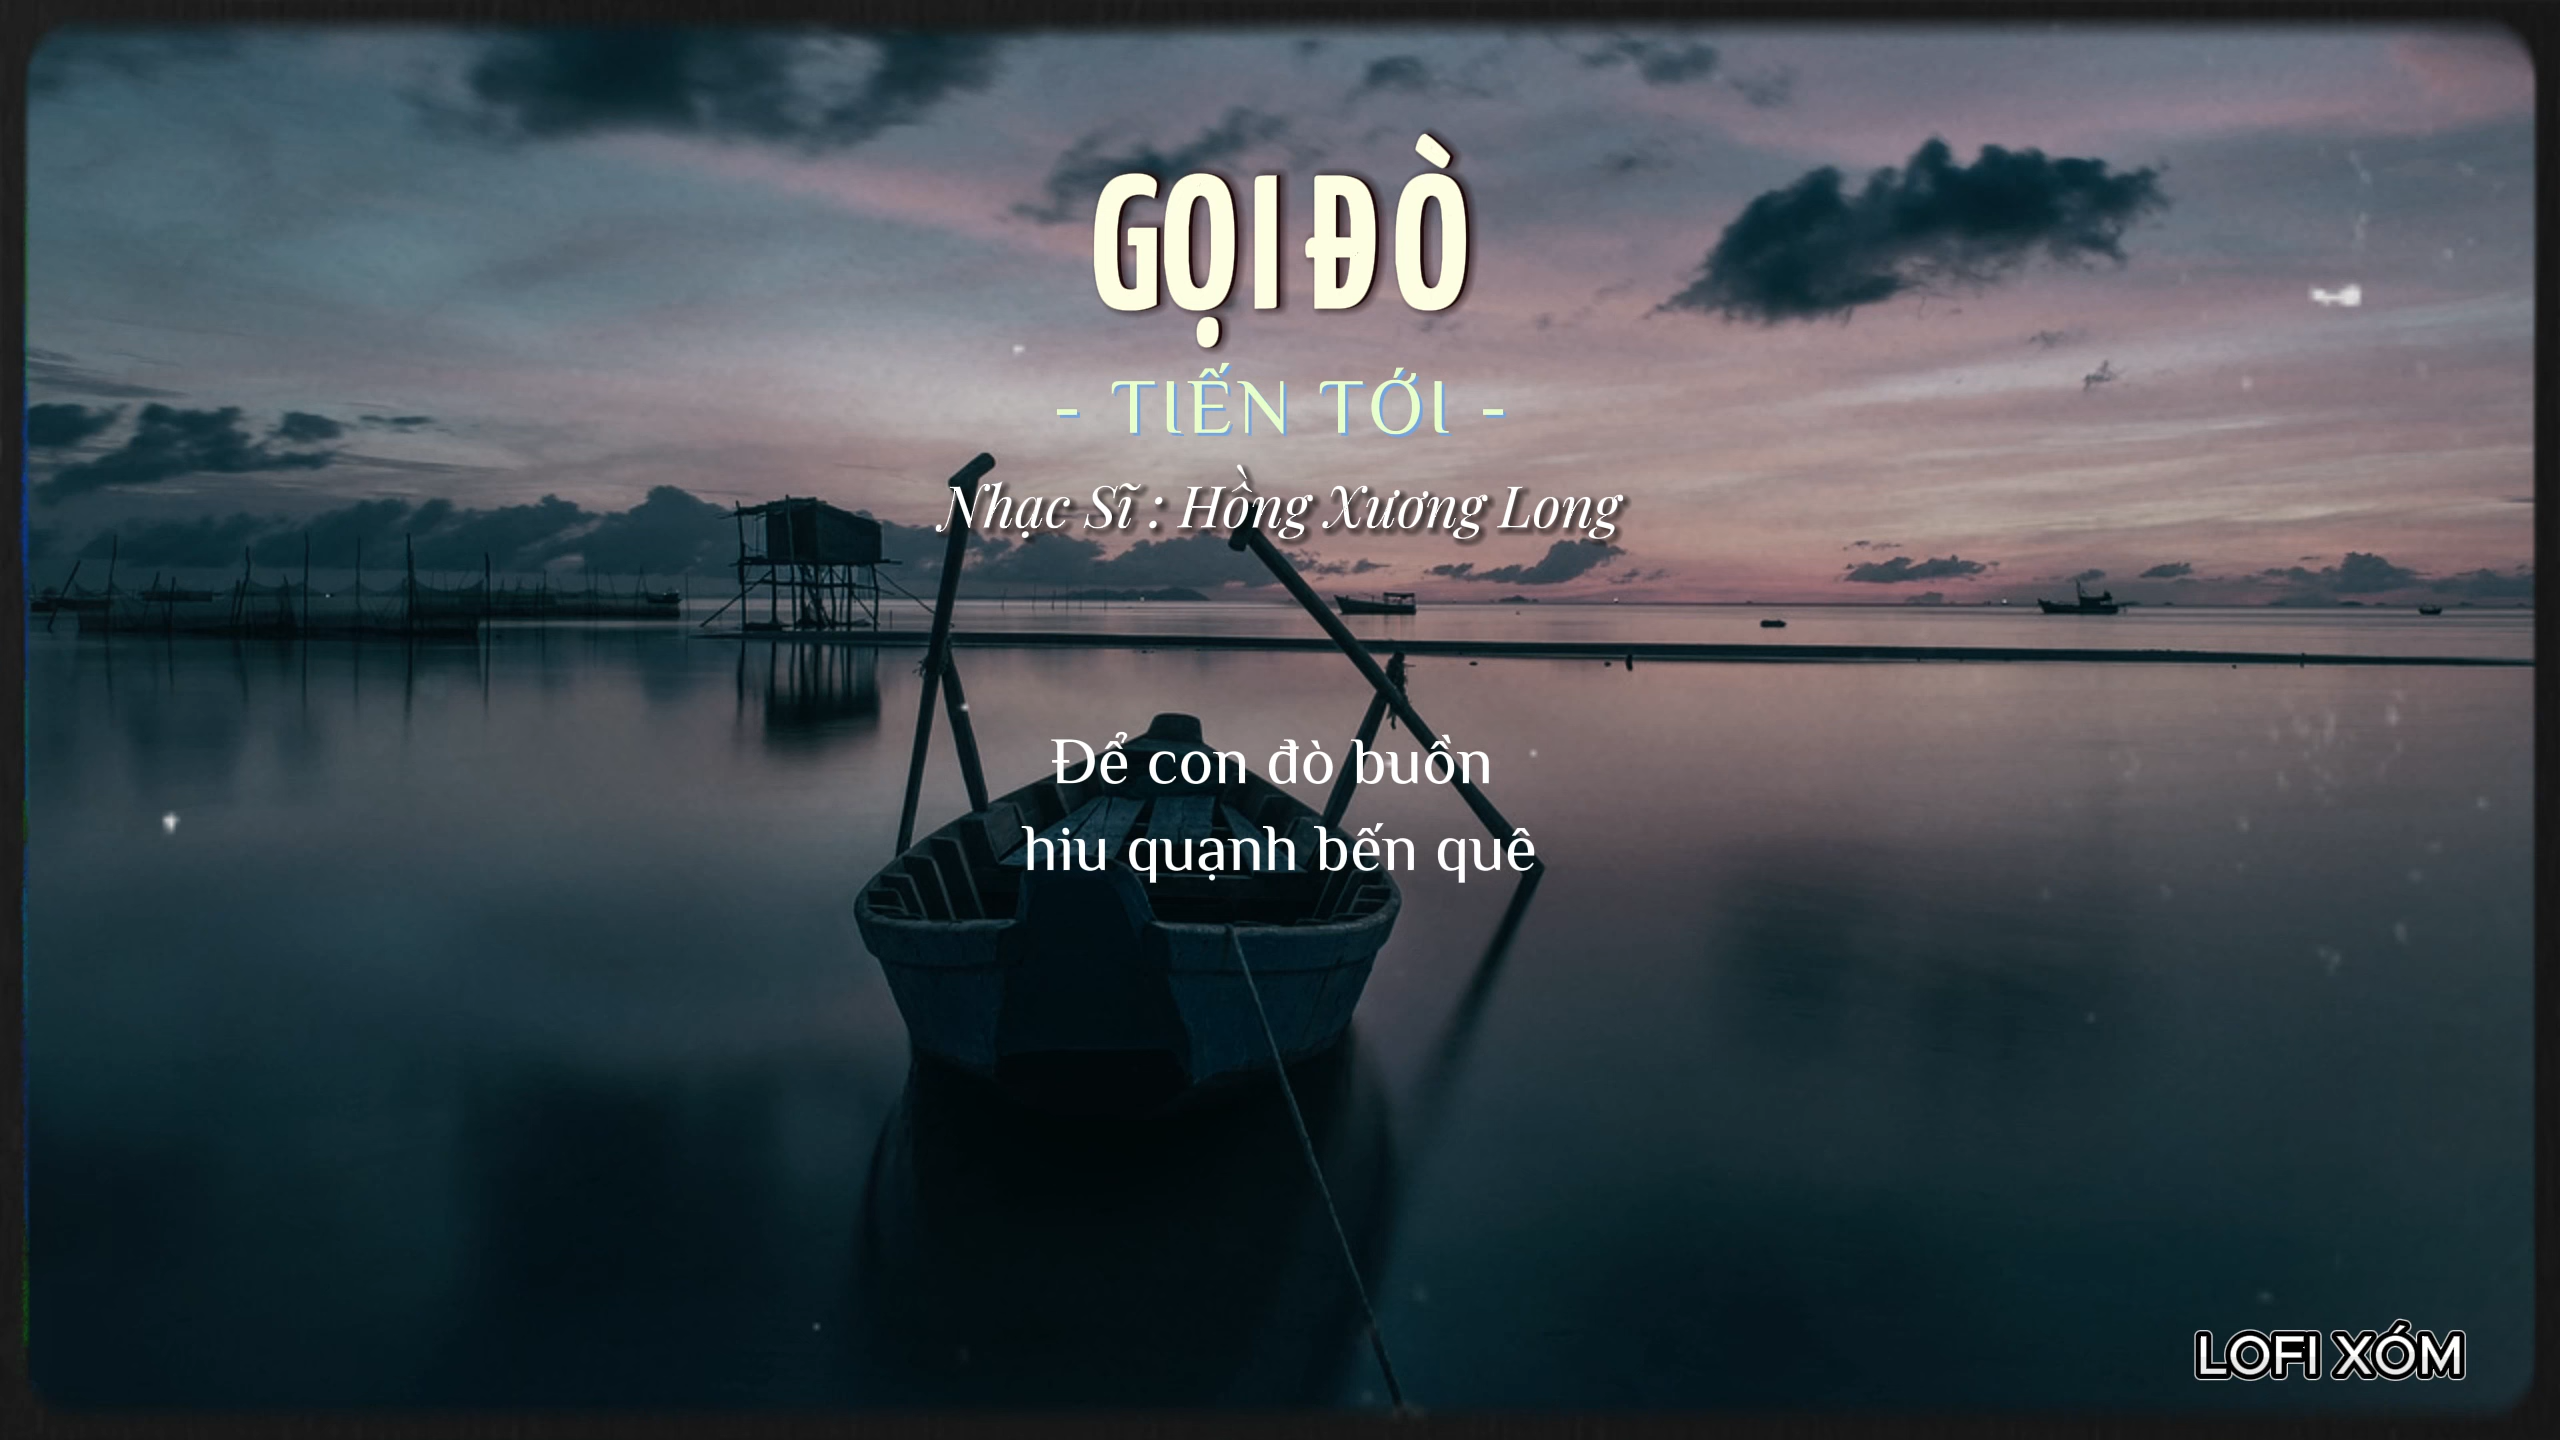 GỌI ĐÒ
- TIẾN TỚI -
Nhạc Sĩ : Hồng Xương Long
Để con đò buồn
hiu quạnh bến quê
LOFI XÓM